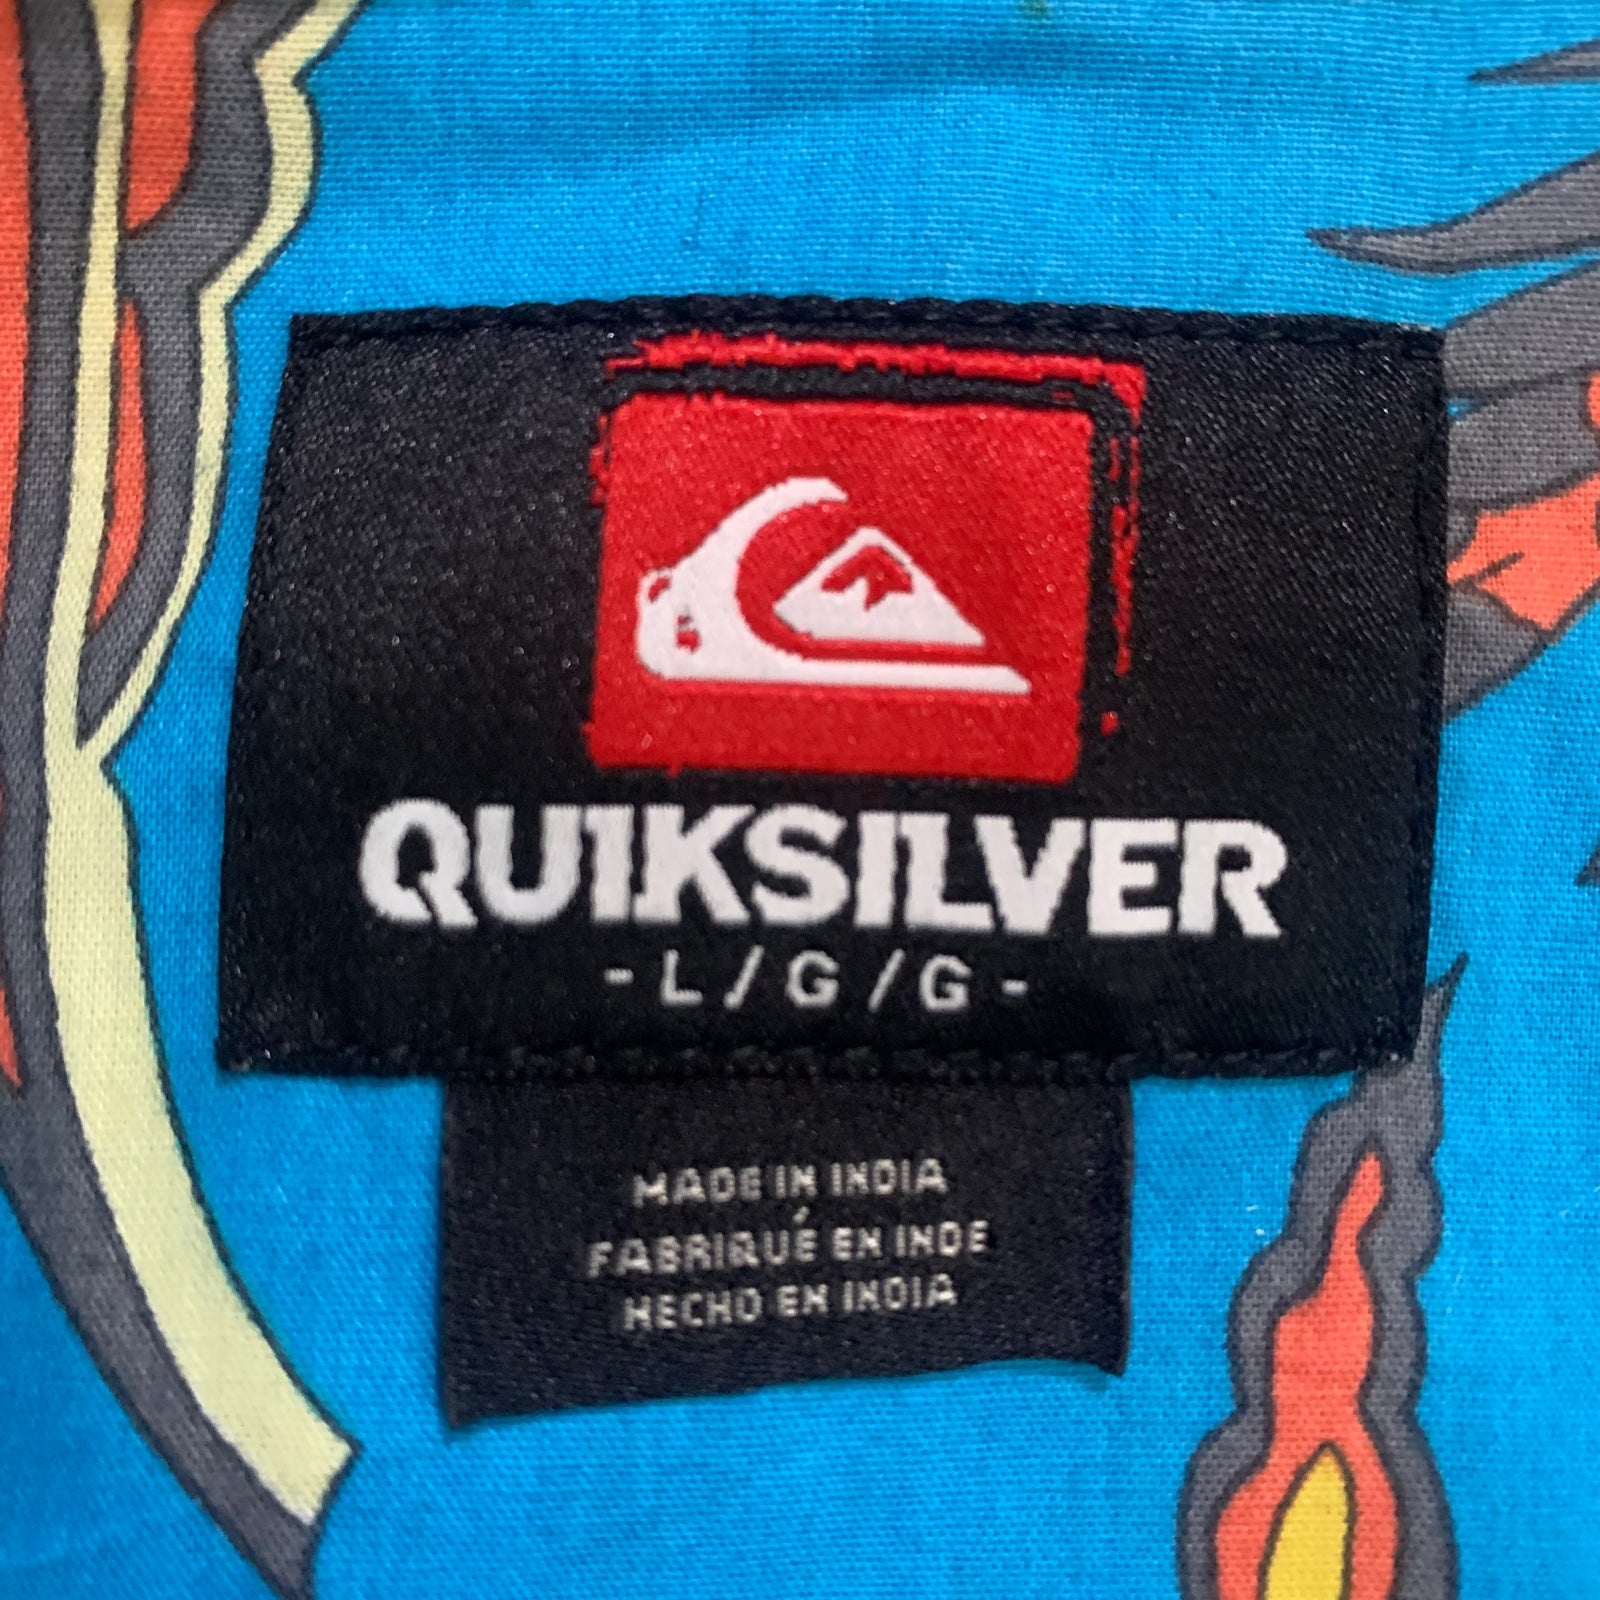 QUIKSILVER
- L / G / G -
MADE IN INDIA
FABRIQUÉ EN INDE
HECHO EN INDIA